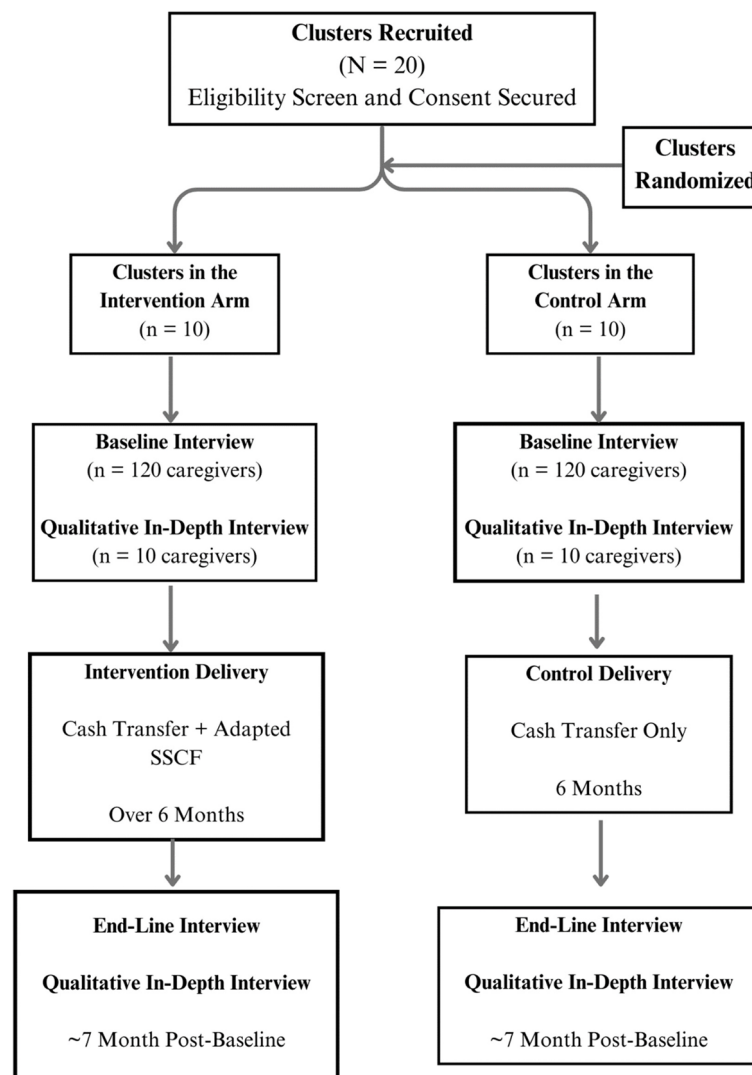 Clusters Recruited
(N = 20)
Eligibility Screen and Consent Secured
Clusters
Randomized
Clusters in the
Intervention Arm
(n = 10)
Clusters in the
Control Arm
(n = 10)
Baseline Interview
(n = 120 caregivers)
Qualitative In-Depth Interview
(n = 10 caregivers)
Baseline Interview
(n = 120 caregivers)
Qualitative In-Depth Interview
(n = 10 caregivers)
Intervention Delivery
Cash Transfer + Adapted
SSCF
Over 6 Months
Control Delivery
Cash Transfer Only
6 Months
End-Line Interview
Qualitative In-Depth Interview
~7 Month Post-Baseline
End-Line Interview
Qualitative In-Depth Interview
~7 Month Post-Baseline